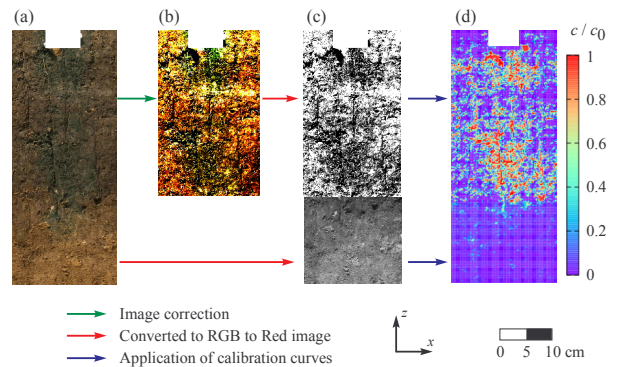 (a) (b) (c) (d)
c / c0
1
0.8
0.6
0.4
0.2
0
Image correction
Converted to RGB to Red image
Application of calibration curves
z
x
0 5 10 cm